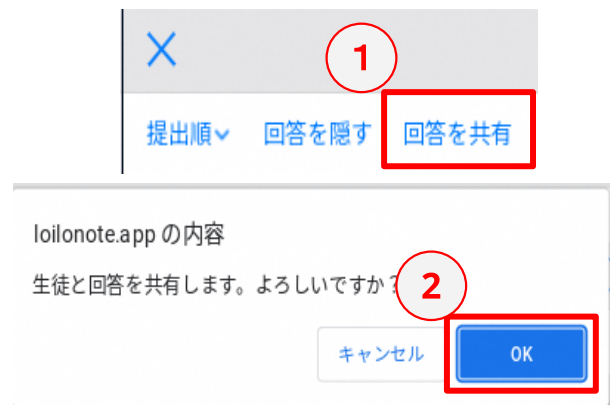 1
提出順 回答を隠す 回答を共有
loilonote.app の内容
生徒と回答を共有します。よろしいですか？
2
キャンセル OK